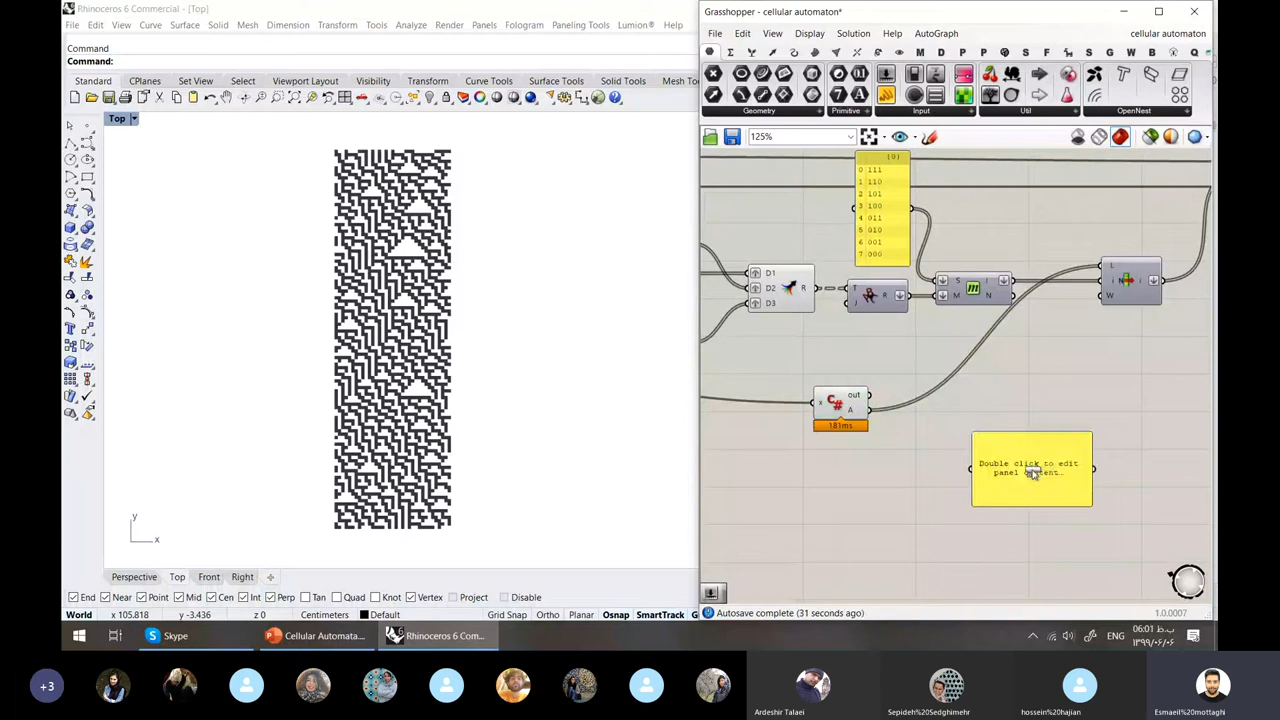 Rhinoceros 6 Commercial - [Top]
File Edit View Curve Surface Solid Mesh Dimension Transform Tools Analyze Render Panels Fologram Paneling Tools Lumion® Help
Command
Command:
Standard CPlanes Set View Select Viewport Layout Visibility Transform Curve Tools Surface Tools Solid Tools Mesh To
Top
y
x
Perspective Top Front Right
End Near Point Mid Cen Int Perp Tan Quad Knot Vertex Project Disable
World x 105.818 y -3.436 z 0 Centimeters Default Grid Snap Ortho Planar Osnap SmartTrack G
Grasshopper - cellular automaton*
File Edit View Display Solution Help AutoGraph cellular automaton
M D P P S F S G W B Q
Geometry Primitive Input Util OpenNest
125%
{0}
0 111
1 110
2 101
3 100
4 011
5 010
6 001
7 000
D1
D2
D3
R
T
J
R
S
M
m
I
N
L
i
W
N
i
x
C#
out
A
181ms
Double click to edit
panel content…
Autosave complete (31 seconds ago) 1.0.0007
Skype Cellular Automata... Rhinoceros 6 Com... ENG 06:01 ب.ظ
۱۳۹۹/۰۶/۰۶
+3
Ardeshir Talaei Sepideh%20Sedghimehr hossein%20hajian Esmaeil%20mottaghi